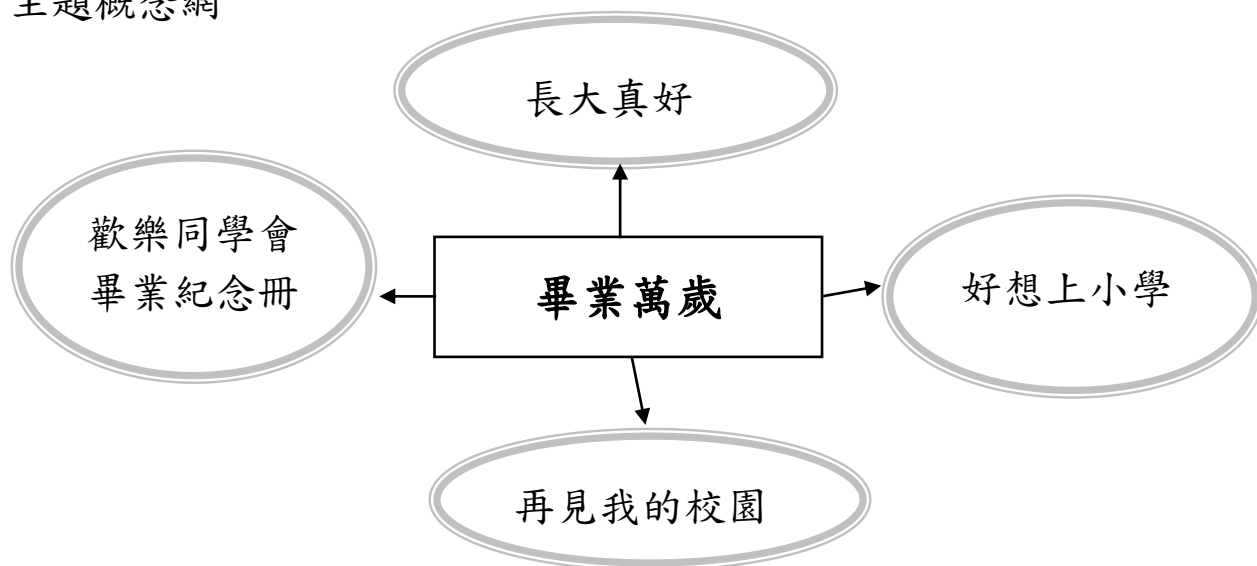 主題概念網
長大真好
歡樂同學會
畢業紀念冊
畢業萬歲
好想上小學
再見我的校園